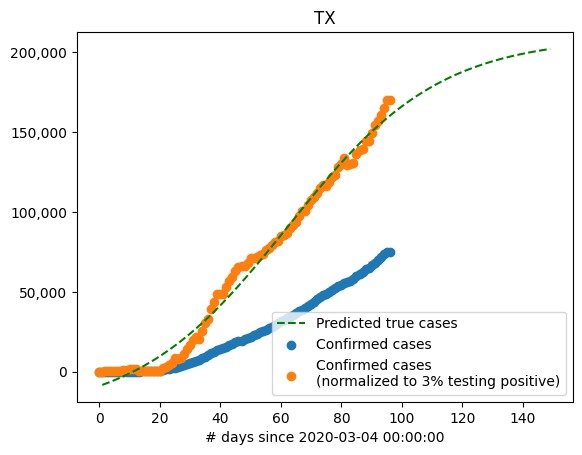 TX
200,000
150,000
100,000
50,000
0
Predicted true cases
Confirmed cases
Confirmed cases
(normalized to 3% testing positive)
0 20 40 60 80 100 120 140
# days since 2020-03-04 00:00:00